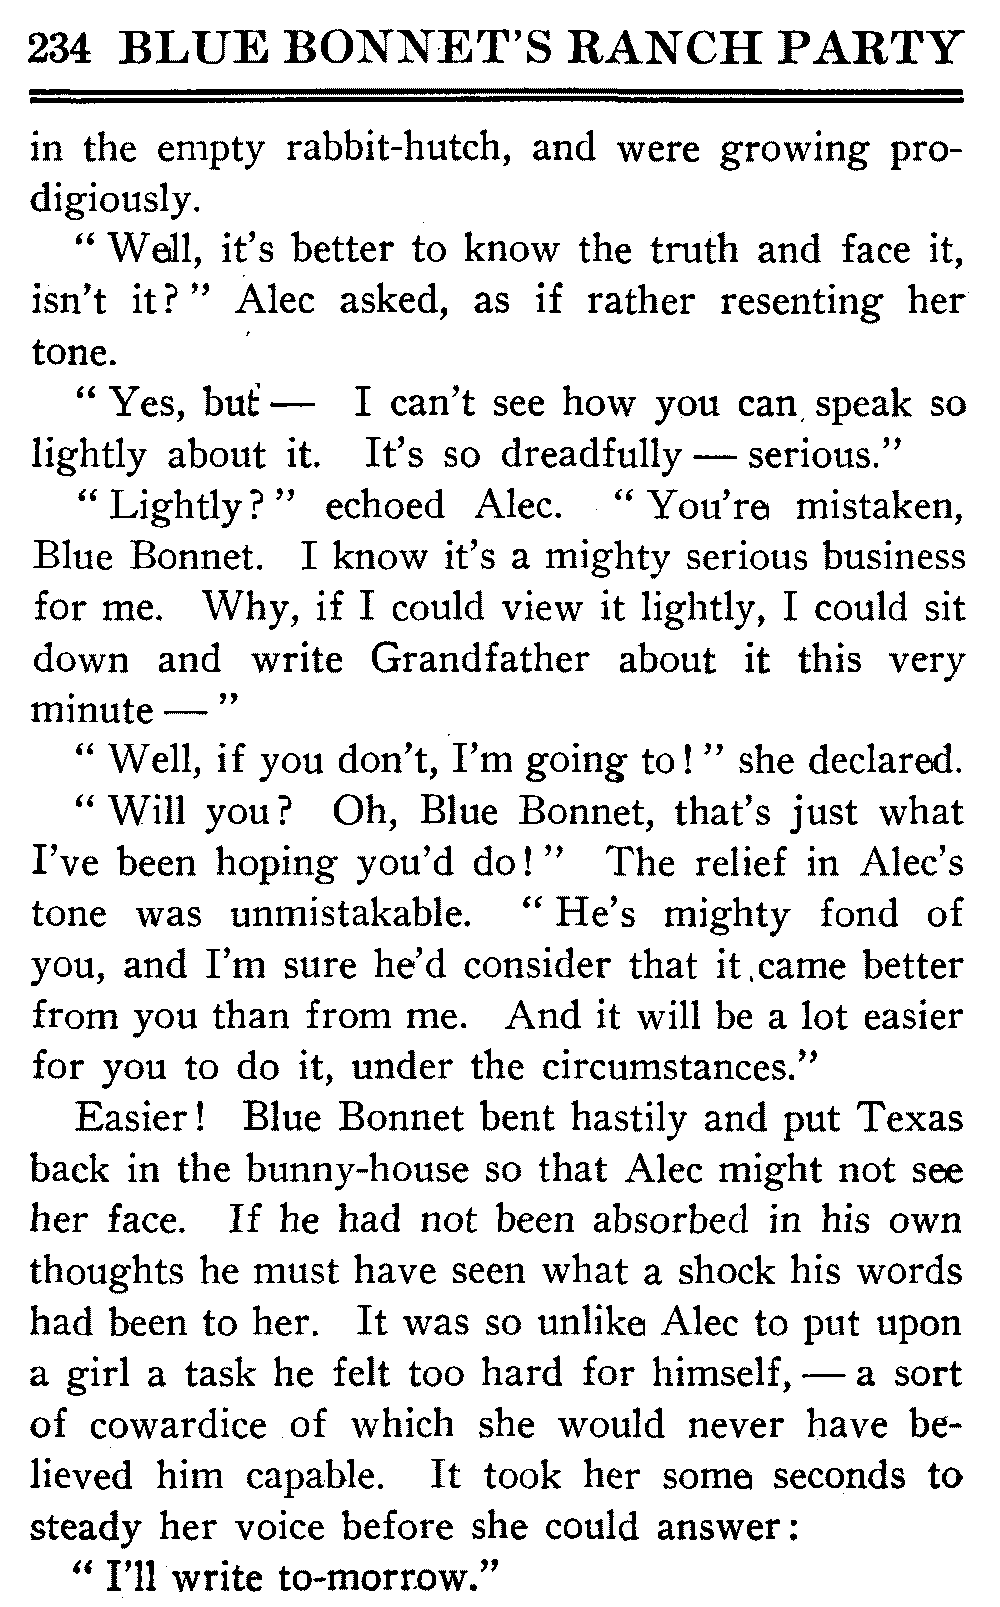 234 BLUE BONNET'S RANCH PARTY
in the empty rabbit-hutch, and were growing pro-
digiously.
“ Well, it's better to know the truth and face it,
isn't it? ” Alec asked, as if rather resenting her
tone.
“ Yes, but — I can't see how you can speak so
lightly about it. It's so dreadfully — serious.”
“ Lightly? ” echoed Alec. “ You're mistaken,
Blue Bonnet. I know it's a mighty serious business
for me. Why, if I could view it lightly, I could sit
down and write Grandfather about it this very
minute — ”
“ Well, if you don't, I'm going to! ” she declared.
“ Will you? Oh, Blue Bonnet, that's just what
I've been hoping you'd do! ” The relief in Alec's
tone was unmistakable. “ He's mighty fond of
you, and I'm sure he'd consider that it came better
from you than from me. And it will be a lot easier
for you to do it, under the circumstances.”
Easier! Blue Bonnet bent hastily and put Texas
back in the bunny-house so that Alec might not see
her face. If he had not been absorbed in his own
thoughts he must have seen what a shock his words
had been to her. It was so unlike Alec to put upon
a girl a task he felt too hard for himself, — a sort
of cowardice of which she would never have be-
lieved him capable. It took her some seconds to
steady her voice before she could answer:
“ I'll write to-morrow.”